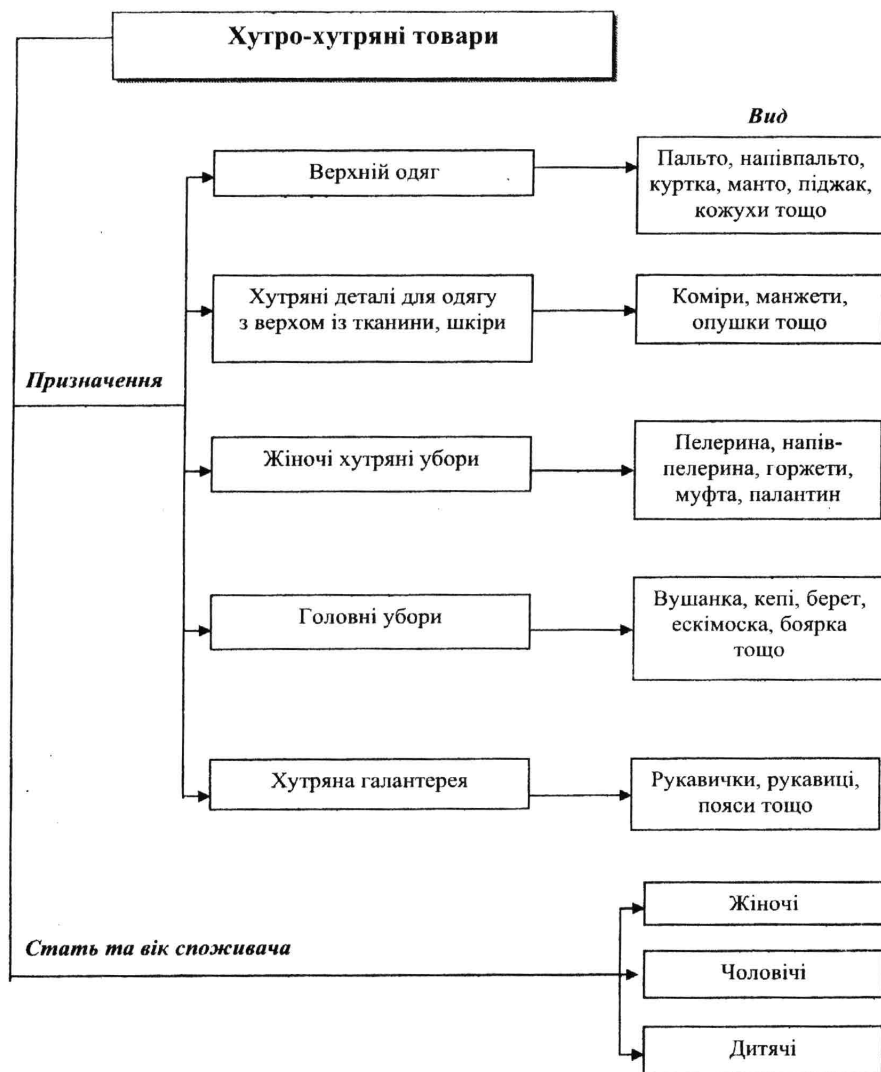 Хутро-хутряні товари
Вид
Верхній одяг
Пальто, напівпальто,
куртка, манто, піджак,
кожухи тощо
Хутряні деталі для одягу
з верхом із тканини, шкіри
Коміри, манжети,
опушки тощо
Призначення
Жіночі хутряні убори
Пелерина, напів-
пелерина, горжети,
муфта, палантин
Головні убори
Вушанка, кепі, берет,
ескімоска, боярка
тощо
Хутряна галантерея
Рукавички, рукавиці,
пояси тощо
Стать та вік споживача
Жіночі
Чоловічі
Дитячі